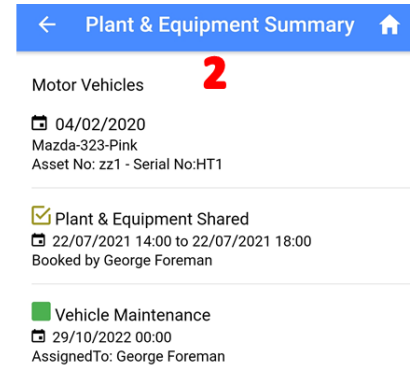 Plant & Equipment Summary
2
Motor Vehicles
04/02/2020
Mazda-323-Pink
Asset No: zz1 - Serial No:HT1
Plant & Equipment Shared
22/07/2021 14:00 to 22/07/2021 18:00
Booked by George Foreman
Vehicle Maintenance
29/10/2022 00:00
AssignedTo: George Foreman